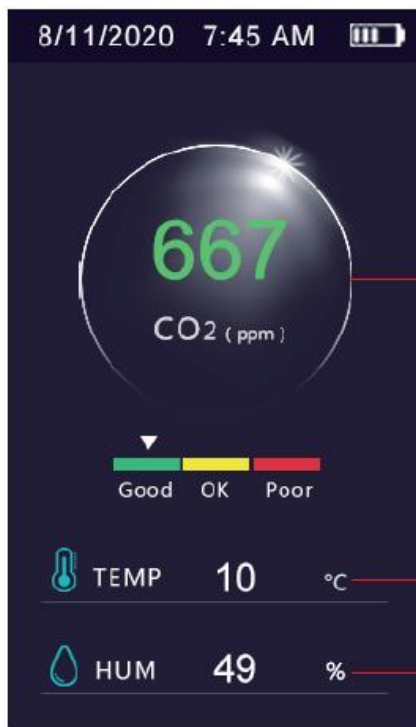 8/11/2020 7:45 AM
667
CO2 ( ppm )
Good OK Poor
TEMP 10 °C
HUM 49 %